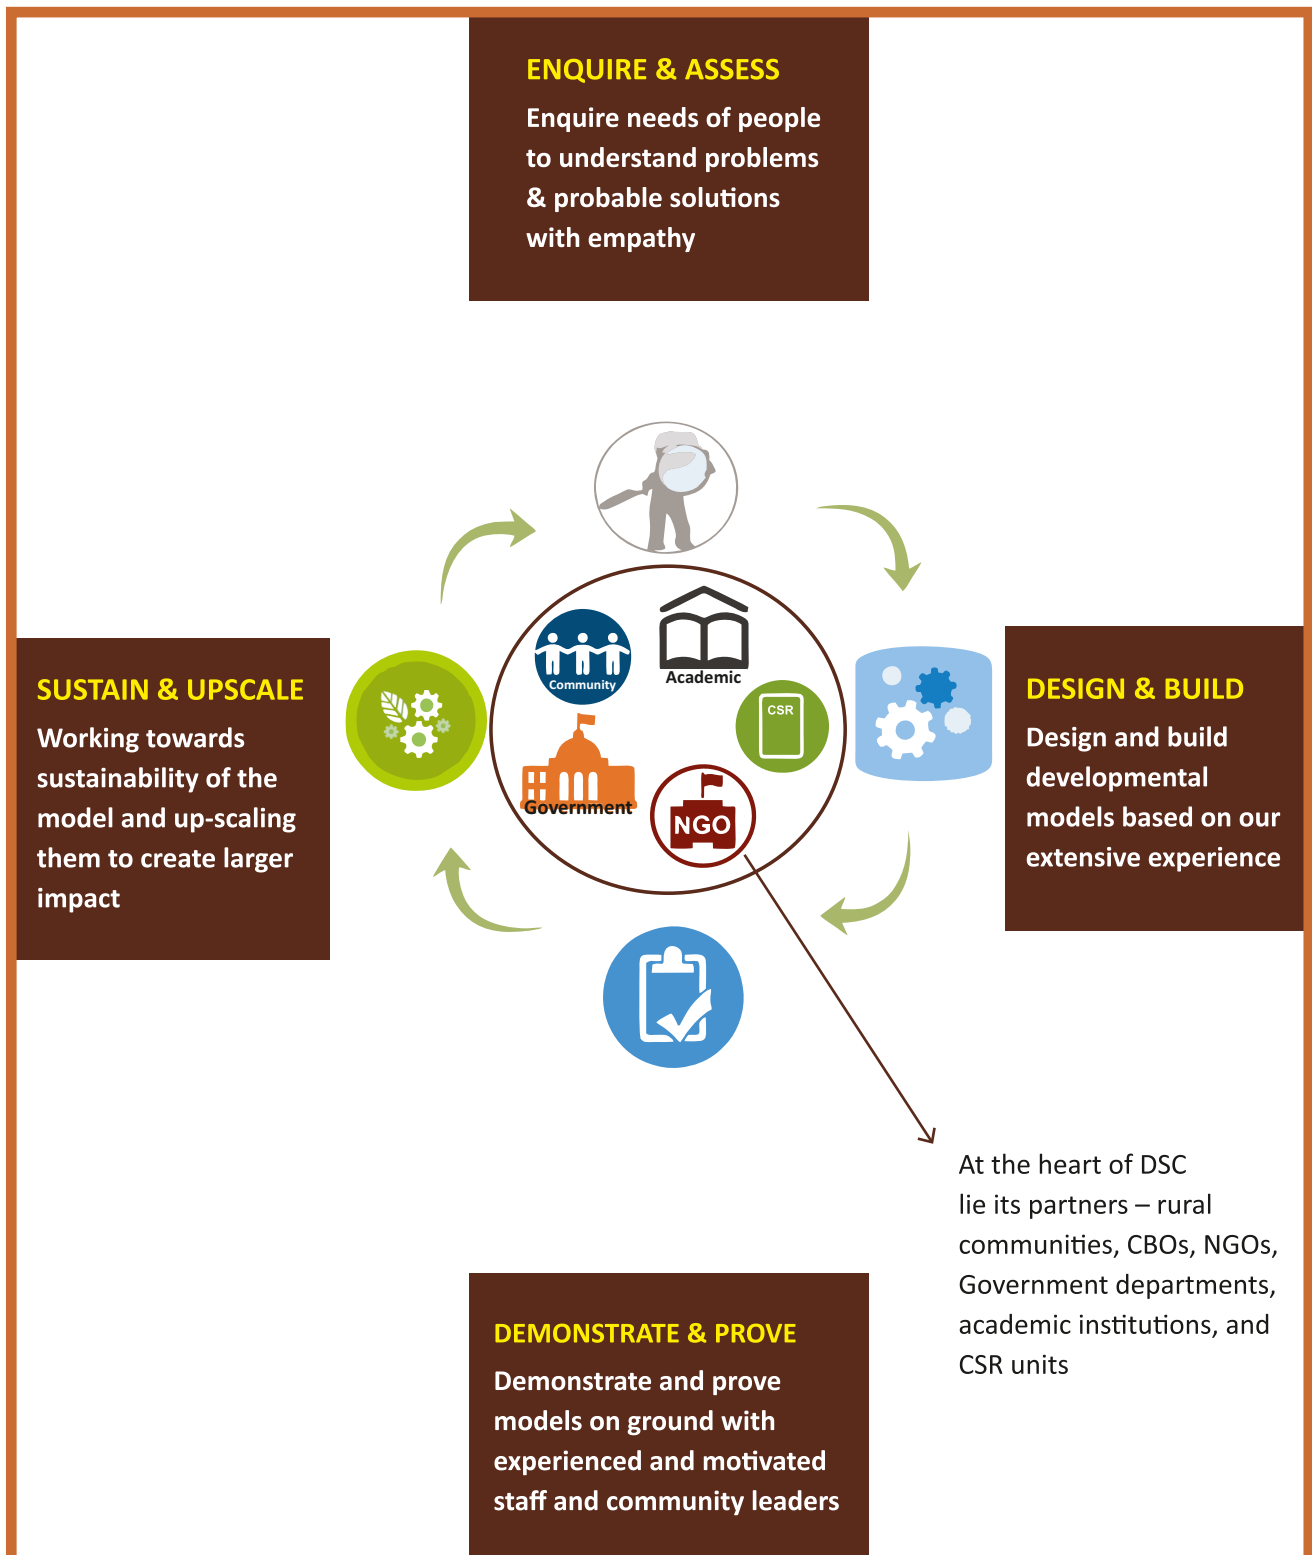 ENQUIRE & ASSESS
Enquire needs of people
to understand problems
& probable solutions
with empathy
Community
Academic
CSR
Government
NGO
SUSTAIN & UPSCALE
Working towards
sustainability of the
model and up-scaling
them to create larger
impact
DESIGN & BUILD
Design and build
developmental
models based on our
extensive experience
At the heart of DSC
lie its partners – rural
communities, CBOs, NGOs,
Government departments,
academic institutions, and
CSR units
DEMONSTRATE & PROVE
Demonstrate and prove
models on ground with
experienced and motivated
staff and community leaders